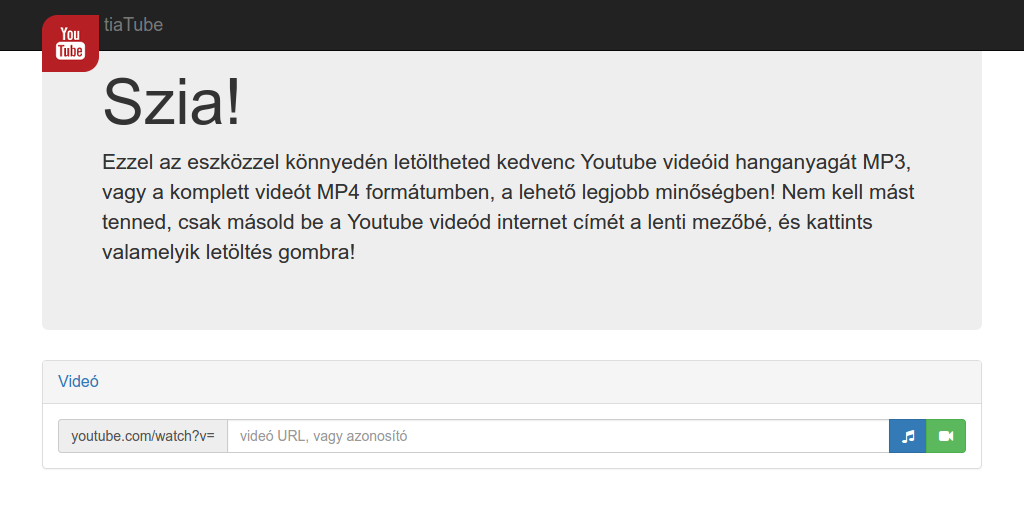 You
Tube
tiaTube
Szia!
Ezzel az eszközzel könnyedén letöltheted kedvenc Youtube videóid hanganyagát MP3,
vagy a komplett videót MP4 formátumben, a lehető legjobb minőségben! Nem kell mást
tenned, csak másold be a Youtube videód internet címét a lenti mezőbé, és kattints
valamelyik letöltés gombra!
Videó
youtube.com/watch?v= videó URL, vagy azonosító